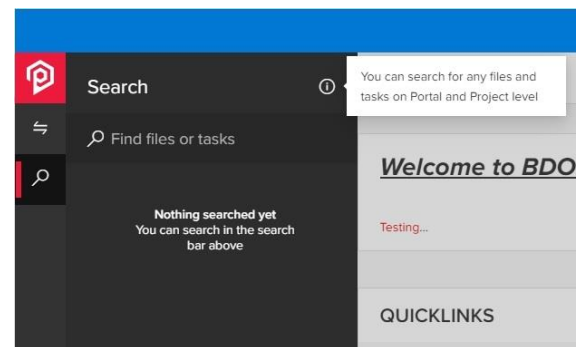 Search
You can search for any files and
tasks on Portal and Project level
Find files or tasks
Nothing searched yet
You can search in the search
bar above
Welcome to BDO
Testing...
QUICKLINKS